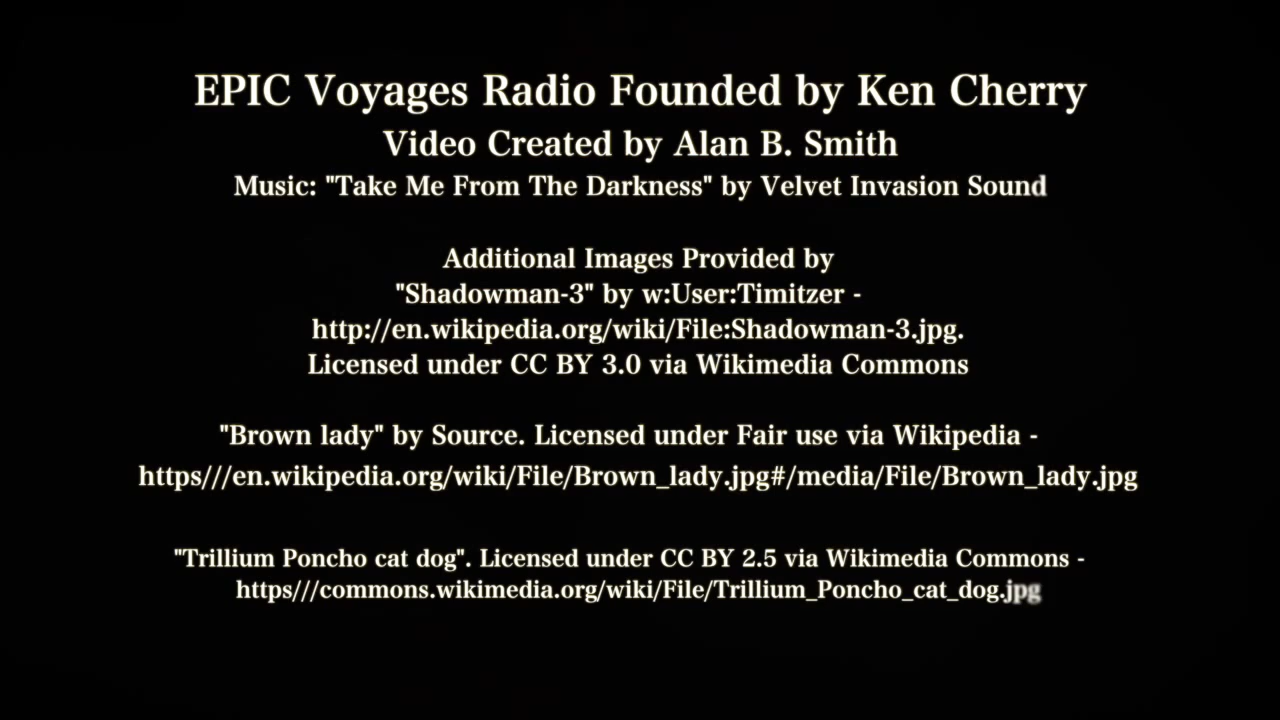 EPIC Voyages Radio Founded by Ken Cherry
Video Created by Alan B. Smith
Music: "Take Me From The Darkness" by Velvet Invasion Sound
Additional Images Provided by
"Shadowman-3" by w:User:Timitzer -
http://en.wikipedia.org/wiki/File:Shadowman-3.jpg.
Licensed under CC BY 3.0 via Wikimedia Commons
"Brown lady" by Source. Licensed under Fair use via Wikipedia -
https///en.wikipedia.org/wiki/File/Brown_lady.jpg#/media/File/Brown_lady.jpg
"Trillium Poncho cat dog". Licensed under CC BY 2.5 via Wikimedia Commons -
https///commons.wikimedia.org/wiki/File/Trillium_Poncho_cat_dog.jpg